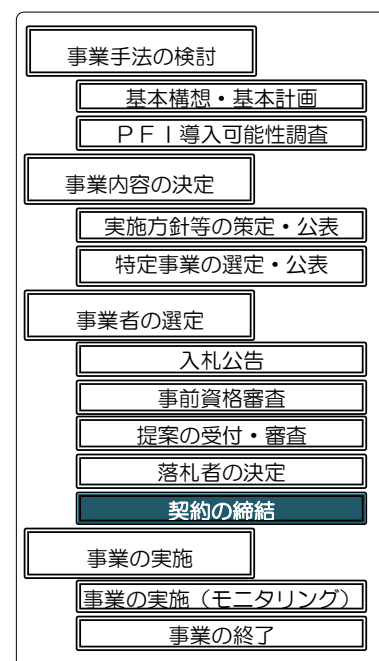 事業手法の検討
基本構想・基本計画
ＰＦＩ導入可能性調査
事業内容の決定
実施方針等の策定・公表
特定事業の選定・公表
事業者の選定
入札公告
事前資格審査
提案の受付・審査
落札者の決定
契約の締結
事業の実施
事業の実施（モニタリング）
事業の終了